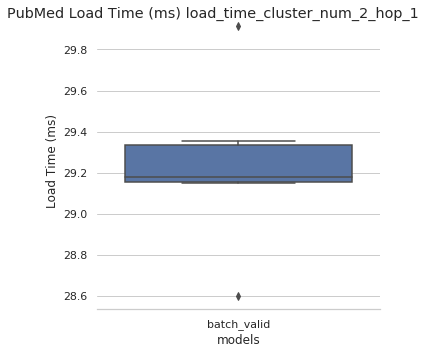 PubMed Load Time (ms) load_time_cluster_num_2_hop_1
29.8
29.6
29.4
29.2
29.0
28.8
28.6
Load Time (ms)
batch_valid
models